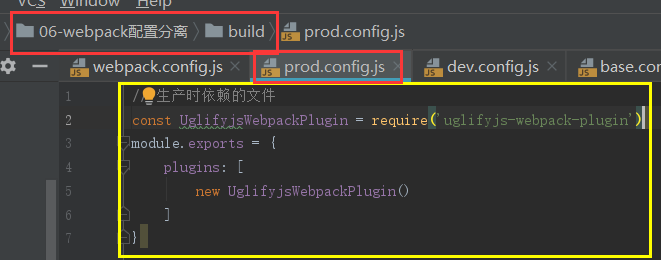 VCS Window Help
06-webpack配置分离 build prod.config.js
webpack.config.js prod.config.js dev.config.js base.con
1 // 生产时依赖的文件
2 const UglifyjsWebpackPlugin = require('uglifyjs-webpack-plugin')
3 module.exports = {
4 plugins: [
5 new UglifyjsWebpackPlugin()
6 ]
7 }